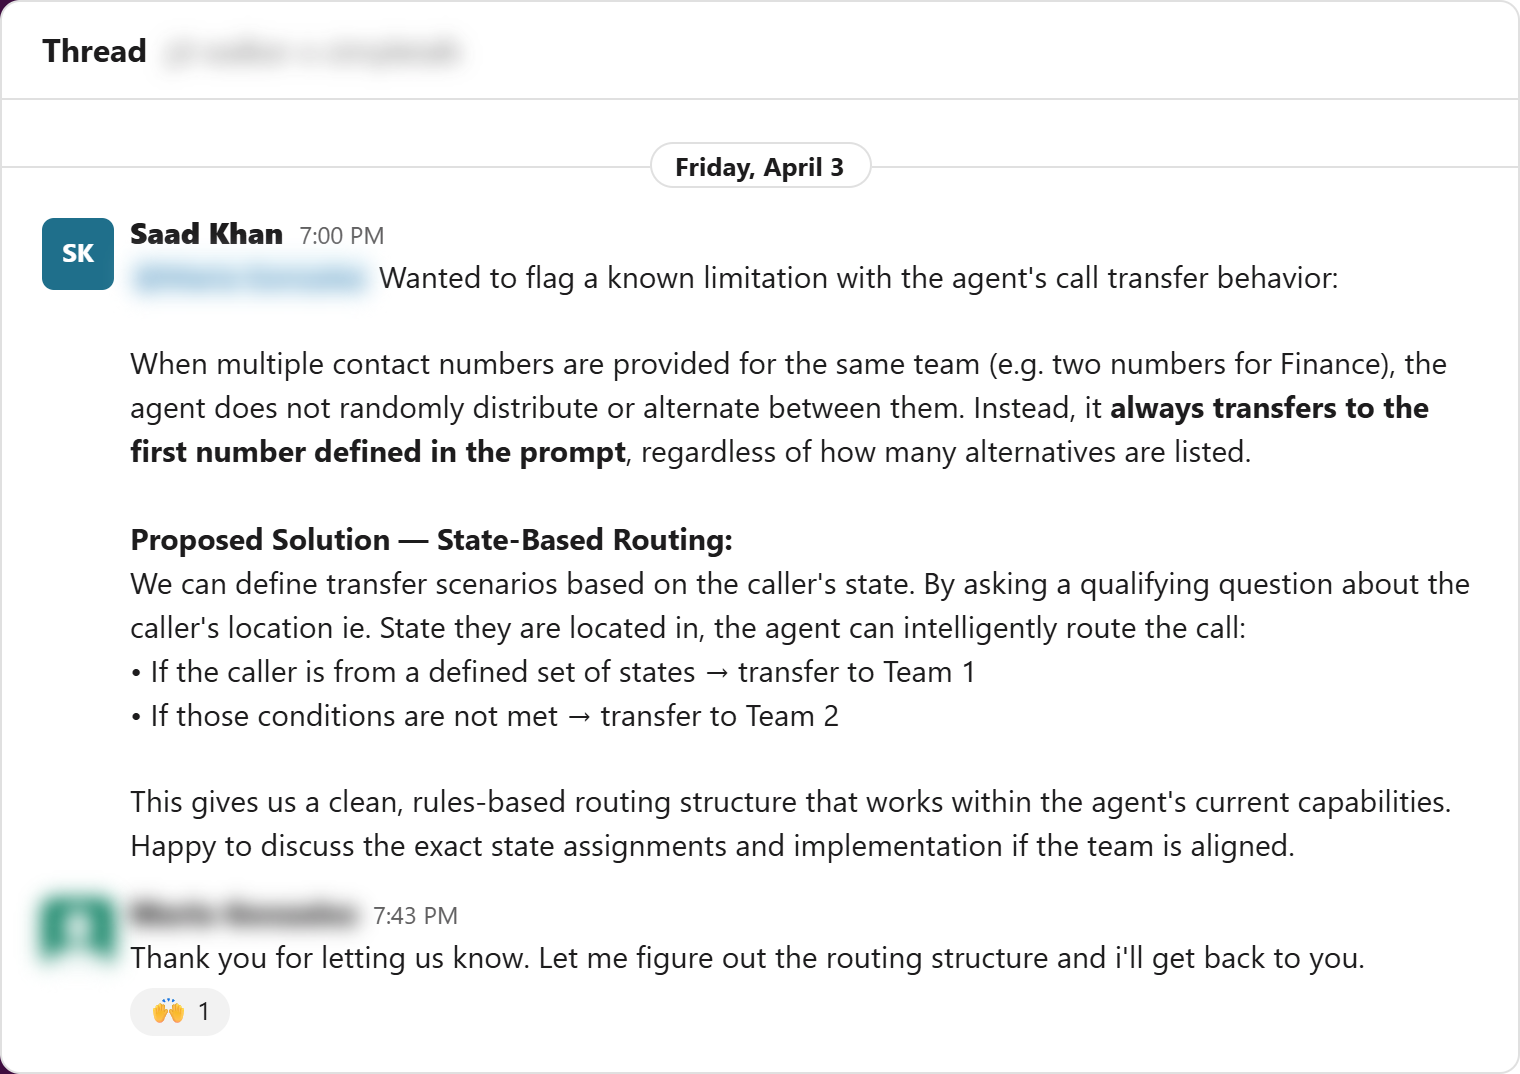 Thread
Friday, April 3
SK
Saad Khan 7:00 PM
Wanted to flag a known limitation with the agent's call transfer behavior:
When multiple contact numbers are provided for the same team (e.g. two numbers for Finance), the
agent does not randomly distribute or alternate between them. Instead, it always transfers to the
first number defined in the prompt, regardless of how many alternatives are listed.
Proposed Solution — State-Based Routing:
We can define transfer scenarios based on the caller's state. By asking a qualifying question about the
caller's location ie. State they are located in, the agent can intelligently route the call:
• If the caller is from a defined set of states → transfer to Team 1
• If those conditions are not met → transfer to Team 2
This gives us a clean, rules-based routing structure that works within the agent's current capabilities.
Happy to discuss the exact state assignments and implementation if the team is aligned.
7:43 PM
Thank you for letting us know. Let me figure out the routing structure and i'll get back to you.
🙌 1